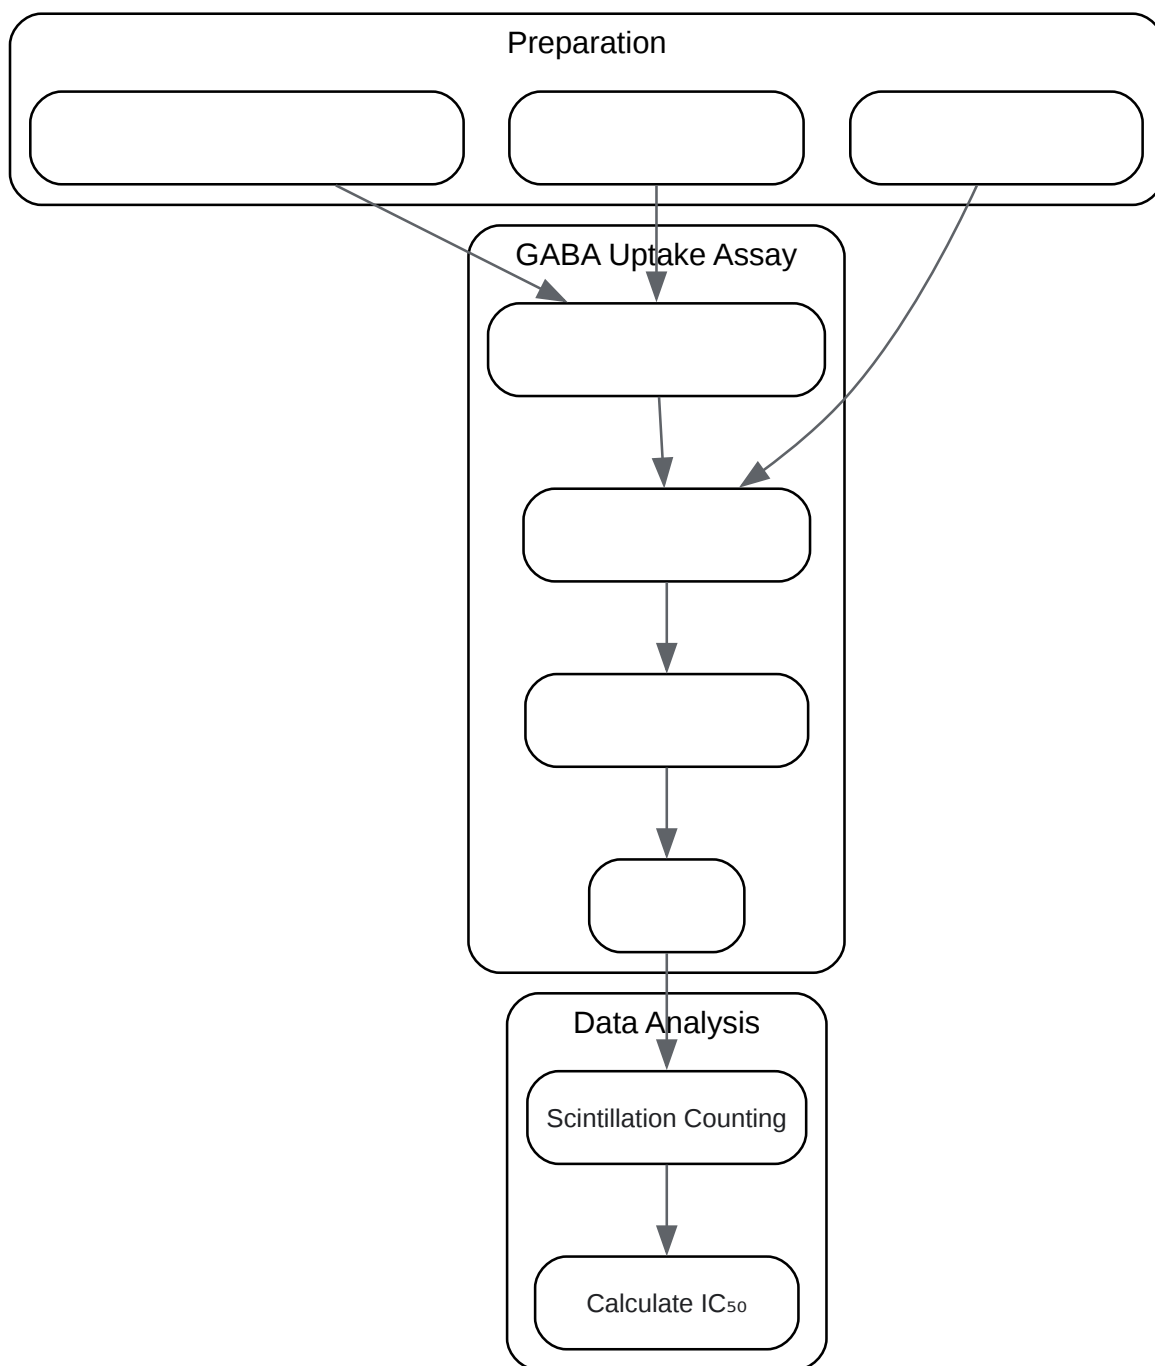 Preparation
GABA Uptake Assay
Data Analysis
Scintillation Counting
Calculate IC₅₀